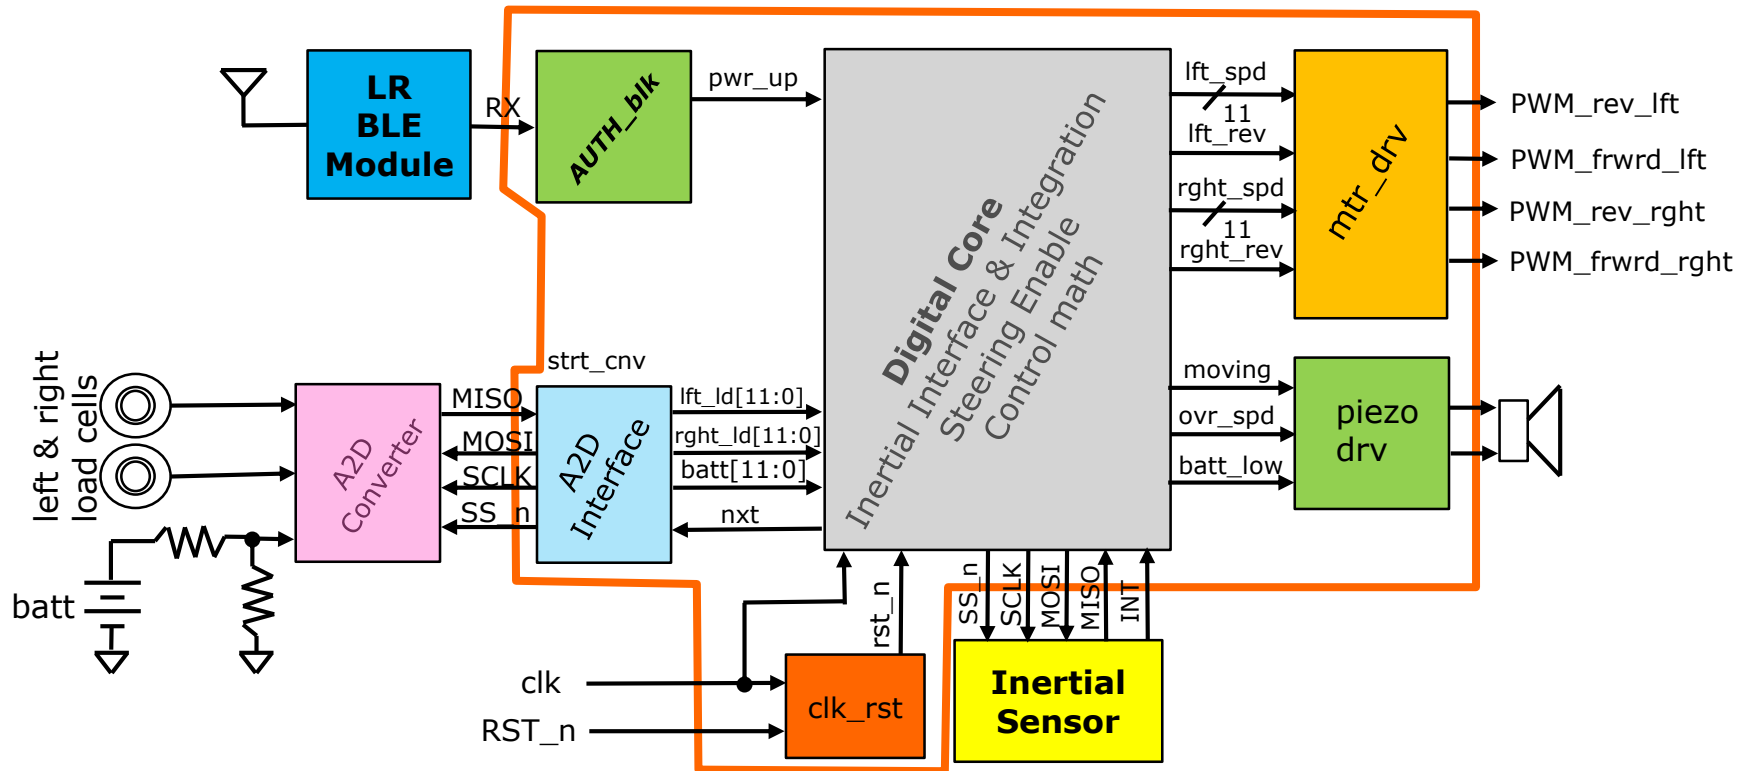 LR
BLE
Module
RX
AUTH_blk
pwr_up
Digital Core
Inertial Interface & Integration
Steering Enable
Control math
lft_spd
11
lft_rev
rght_spd
11
rght_rev
mtr_drv
PWM_rev_lft
PWM_frwrd_lft
PWM_rev_rght
PWM_frwrd_rght
left & right
load cells
batt
A2D
Converter
MISO
MOSI
SCLK
SS_n
strt_cnv
A2D
Interface
lft_ld[11:0]
rght_ld[11:0]
batt[11:0]
nxt
moving
ovr_spd
batt_low
piezo
drv
clk
RST_n
clk_rst
rst_n
SS_n
SCLK
MOSI
MISO
INT
Inertial
Sensor